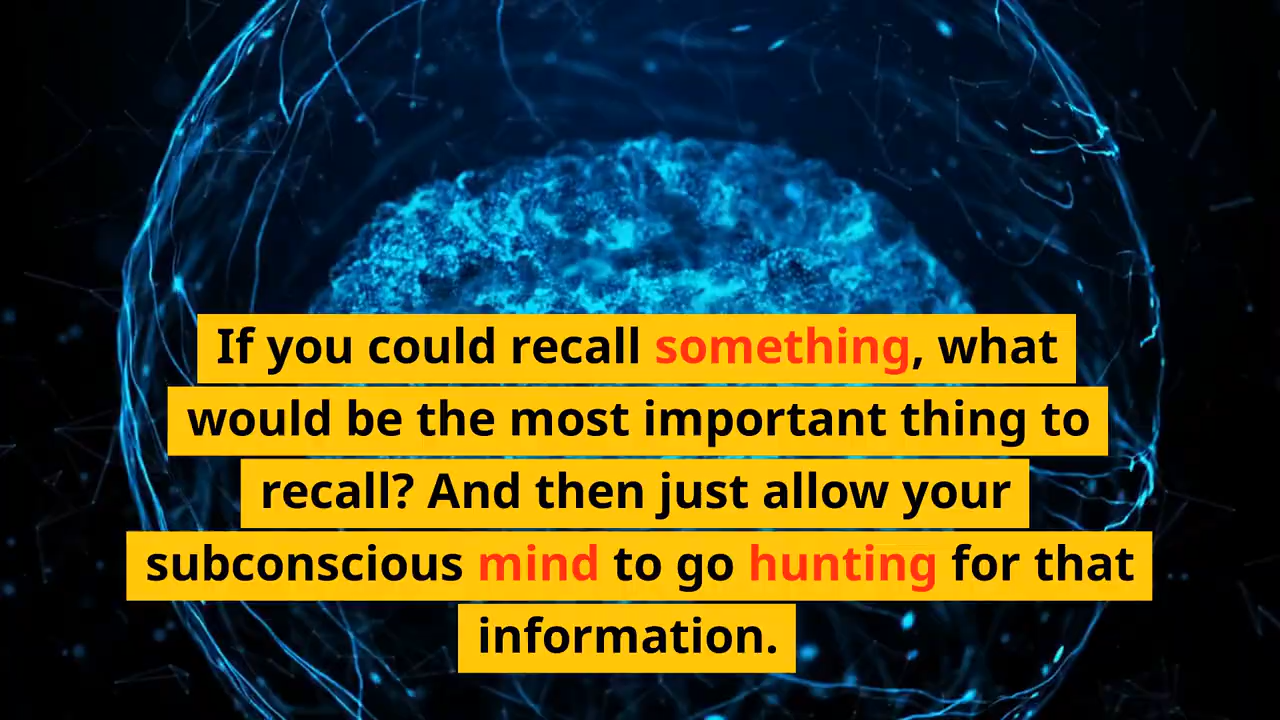 If you could recall something, what
would be the most important thing to
recall? And then just allow your
subconscious mind to go hunting for that
information.